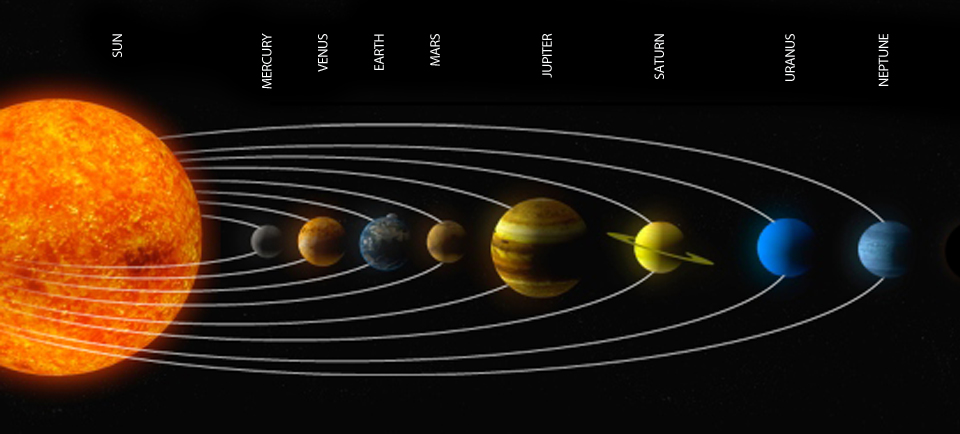 SUN
MERCURY
VENUS
EARTH
MARS
JUPITER
SATURN
URANUS
NEPTUNE